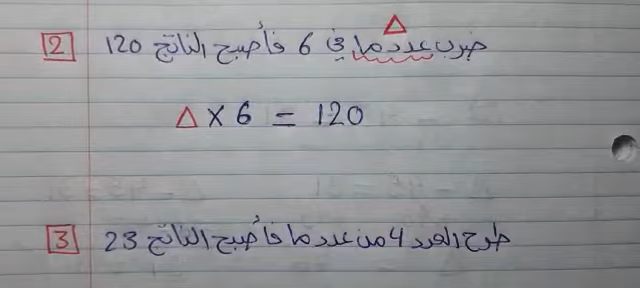 △
[2] ضرب عدد ما في 6 فأصبح الناتج 120
△ × 6 = 120
[3] طرح العدد 4 من عدد ما فأصبح الناتج 23